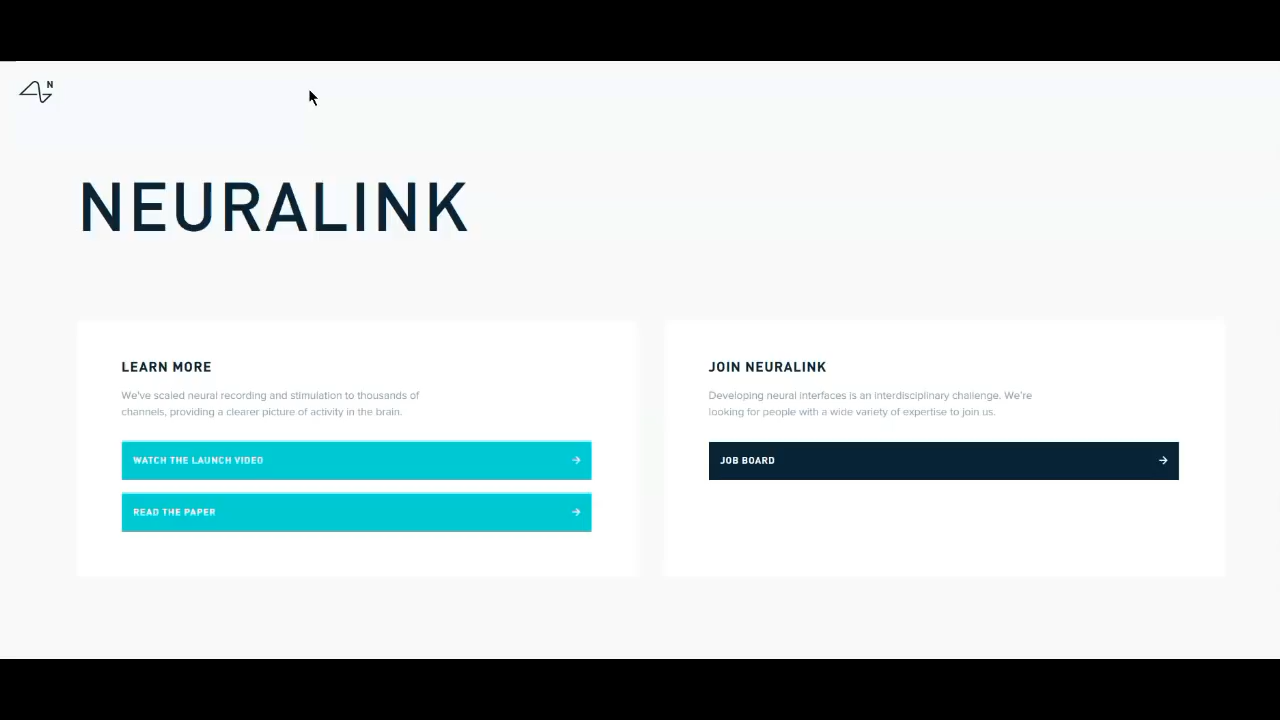 N
NEURALINK
LEARN MORE
We've scaled neural recording and stimulation to thousands of
channels, providing a clearer picture of activity in the brain.
WATCH THE LAUNCH VIDEO
READ THE PAPER
JOIN NEURALINK
Developing neural interfaces is an interdisciplinary challenge. We're
looking for people with a wide variety of expertise to join us.
JOB BOARD